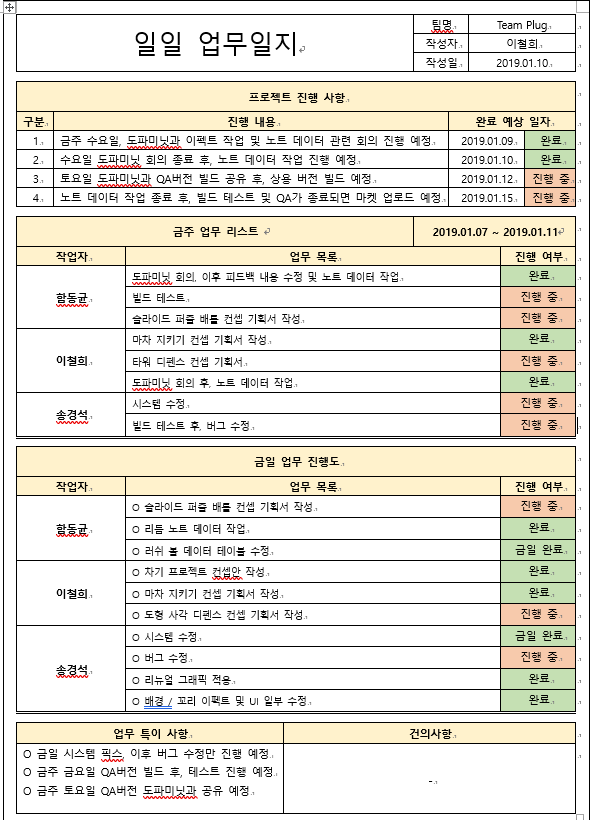 일일 업무일지
팀명 Team Plug
작성자 이철희
작성일 2019.01.10
프로젝트 진행 사항
구분 진행 내용 완료 예상 일자
1 금주 수요일, 도파미닛과 이펙트 작업 및 노트 데이터 관련 회의 진행 예정 2019.01.09 완료
2 수요일 도파미닛 회의 종료 후, 노트 데이터 작업 진행 예정 2019.01.10 완료
3 토요일 도파미닛과 QA버전 빌드 공유 후, 상용 버전 빌드 예정 2019.01.12 진행 중
4 노트 데이터 작업 종료 후, 빌드 테스트 및 QA가 종료되면 마켓 업로드 예정 2019.01.15 진행 중
금주 업무 리스트 2019.01.07 ~ 2019.01.11
작업자 업무 목록 진행 여부
함동균 도파미닛 회의, 이후 피드백 내용 수정 및 노트 데이터 작업 완료
빌드 테스트 진행 중
슬라이드 퍼즐 배틀 컨셉 기획서 작성 진행 중
이철희 마차 지키기 컨셉 기획서 작성 완료
타워 디펜스 컨셉 기획서 진행 중
도파미닛 회의 후, 노트 데이터 작업 완료
송경석 시스템 수정 진행 중
빌드 테스트 후, 버그 수정 진행 중
금일 업무 진행도
작업자 업무 목록 진행 여부
함동균 O 슬라이드 퍼즐 배틀 컨셉 기획서 작성 진행 중
O 리듬 노트 데이터 작업 완료
O 러쉬 볼 데이터 테이블 수정 금일 완료
이철희 O 차기 프로젝트 컨셉안 작성 완료
O 마차 지키기 컨셉 기획서 작성 완료
O 도형 사각 디펜스 컨셉 기획서 작성 진행 중
송경석 O 시스템 수정 금일 완료
O 버그 수정 진행 중
O 리뉴얼 그래픽 적용 완료
O 배경 / 꼬리 이펙트 및 UI 일부 수정 완료
업무 특이 사항 건의사항
O 금일 시스템 픽스, 이후 버그 수정만 진행 예정
O 금주 금요일 QA버전 빌드 후, 테스트 진행 예정
O 금주 토요일 QA버전 도파미닛과 공유 예정
-